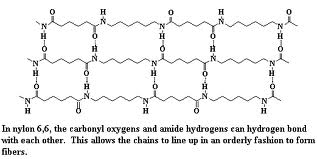 O H O H O
N N
N N N
H O H O H
O H O H O
N N
N N N
H O H O H
O H O H O
N N
N N N
H O H O H
In nylon 6,6, the carbonyl oxygens and amide hydrogens can hydrogen bond
with each other. This allows the chains to line up in an orderly fashion to form
fibers.